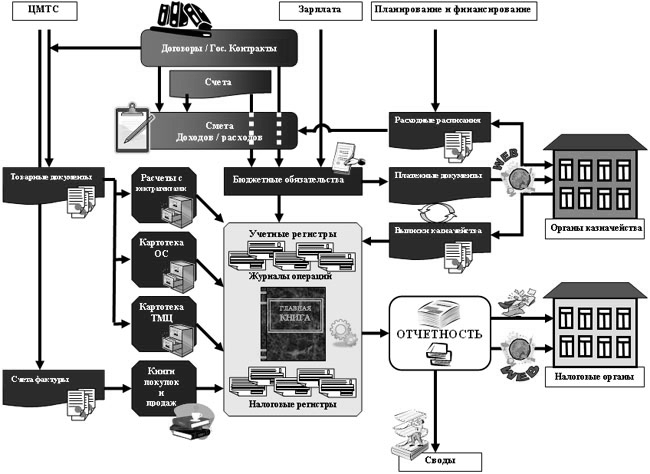 ЦМТС
Зарплата
Планирование и финансирование
Договоры / Гос. Контракты
Счета
Смета
Доходов / расходов
Расходные расписания
WEB
Товарные документы
Расчеты с
контрагентами
Бюджетные обязательства
Платежные документы
Органы казначейства
Выписки казначейства
Учетные регистры
Журналы операций
Картотека
ОС
ГЛАВНАЯ
КНИГА
Картотека
ТМЦ
ОТЧЕТНОСТЬ
WEB
Налоговые органы
Счета фактуры
Книги
покупок
и
продаж
Налоговые регистры
Своды